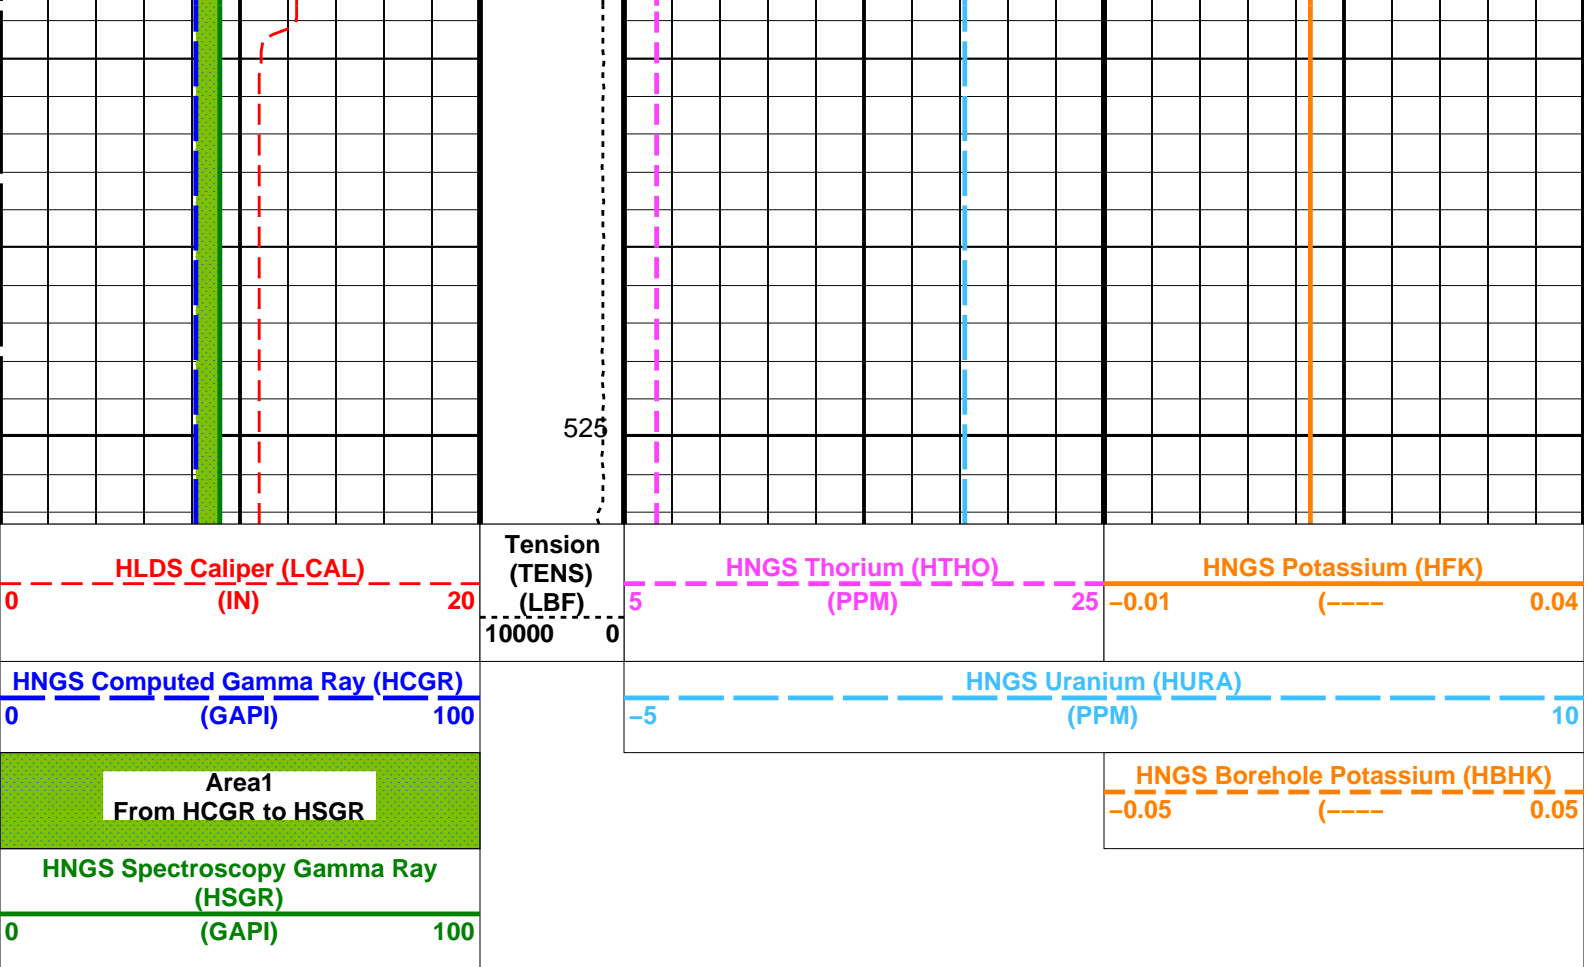 525
HLDS Caliper (LCAL)
0 (IN) 20
Tension
(TENS)
(LBF)
10000 0
HNGS Thorium (HTHO)
5 (PPM) 25
HNGS Potassium (HFK)
−0.01 (−−−− 0.04
HNGS Computed Gamma Ray (HCGR)
0 (GAPI) 100
HNGS Uranium (HURA)
−5 (PPM) 10
Area1
From HCGR to HSGR
HNGS Borehole Potassium (HBHK)
−0.05 (−−−− 0.05
HNGS Spectroscopy Gamma Ray
(HSGR)
0 (GAPI) 100